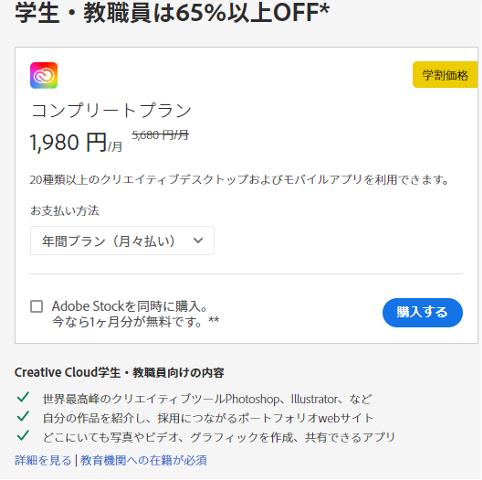 学生・教職員は65%以上OFF*
学割価格
コンプリートプラン
1,980 円/月 5,680 円/月
20種類以上のクリエイティブデスクトップおよびモバイルアプリを利用できます。
お支払い方法
年間プラン（月々払い）
Adobe Stockを同時に購入。
今なら1ヶ月分が無料です。**
購入する
Creative Cloud学生・教職員向けの内容
世界最高峰のクリエイティブツールPhotoshop、Illustrator、など
自分の作品を紹介し、採用につながるポートフォリオwebサイト
どこにいても写真やビデオ、グラフィックを作成、共有できるアプリ
詳細を見る | 教育機関への在籍が必須